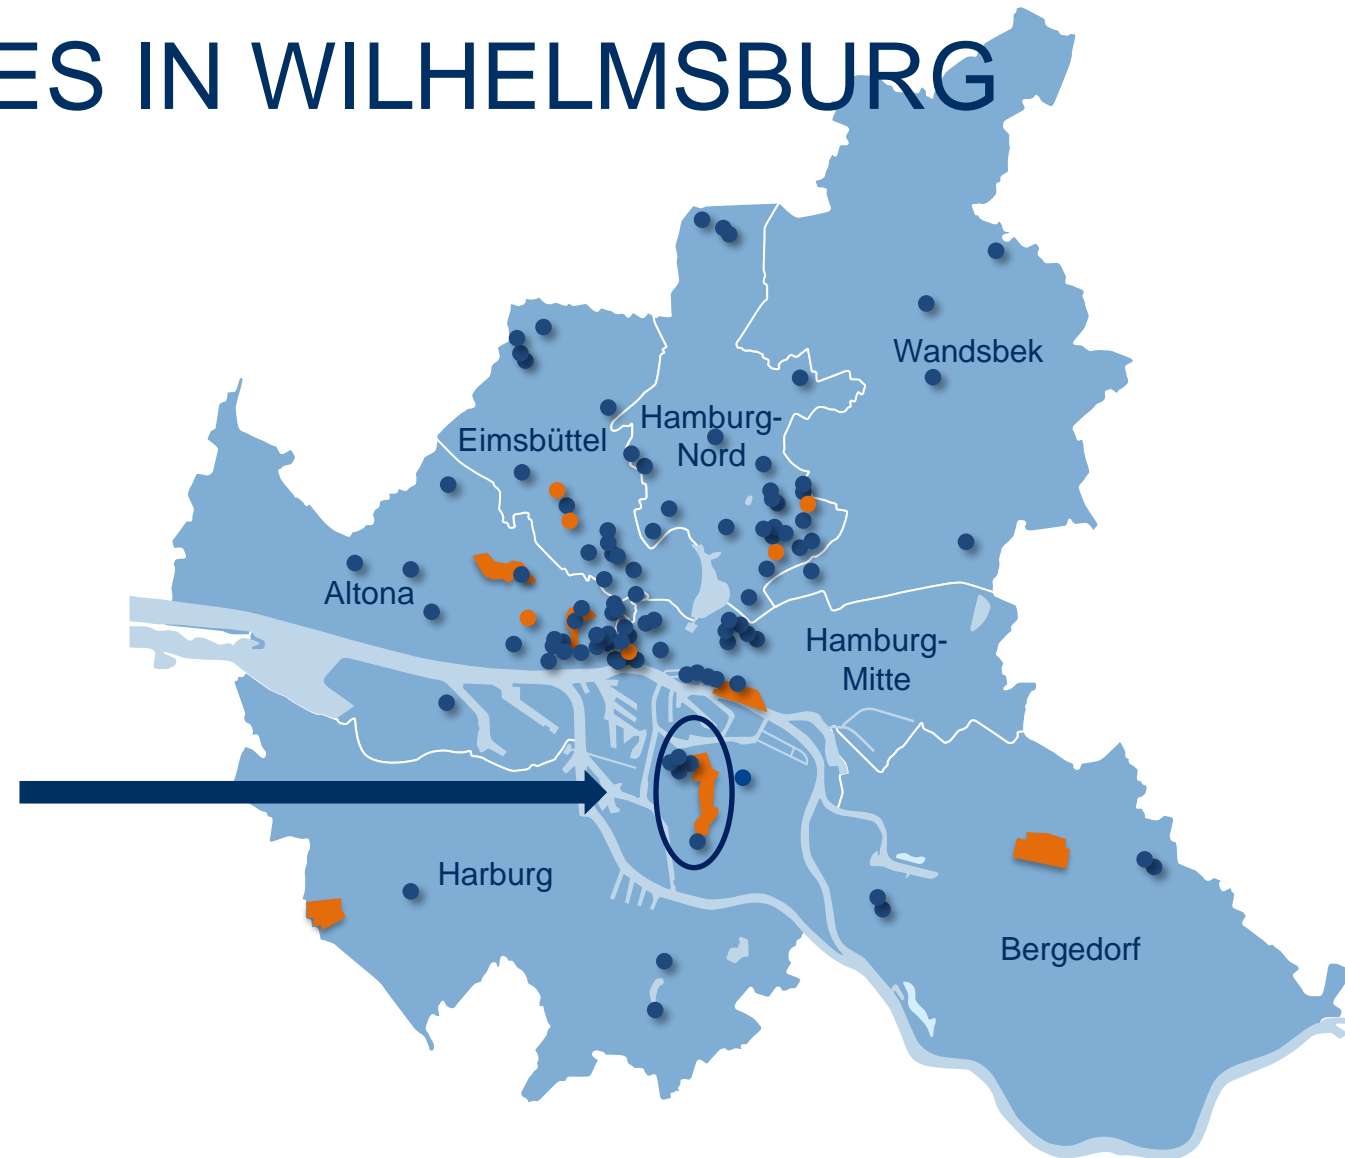 ES IN WILHELMSBURG
Wandsbek
Hamburg-
Nord
Eimsbüttel
Altona
Hamburg-
Mitte
Harburg
Bergedorf